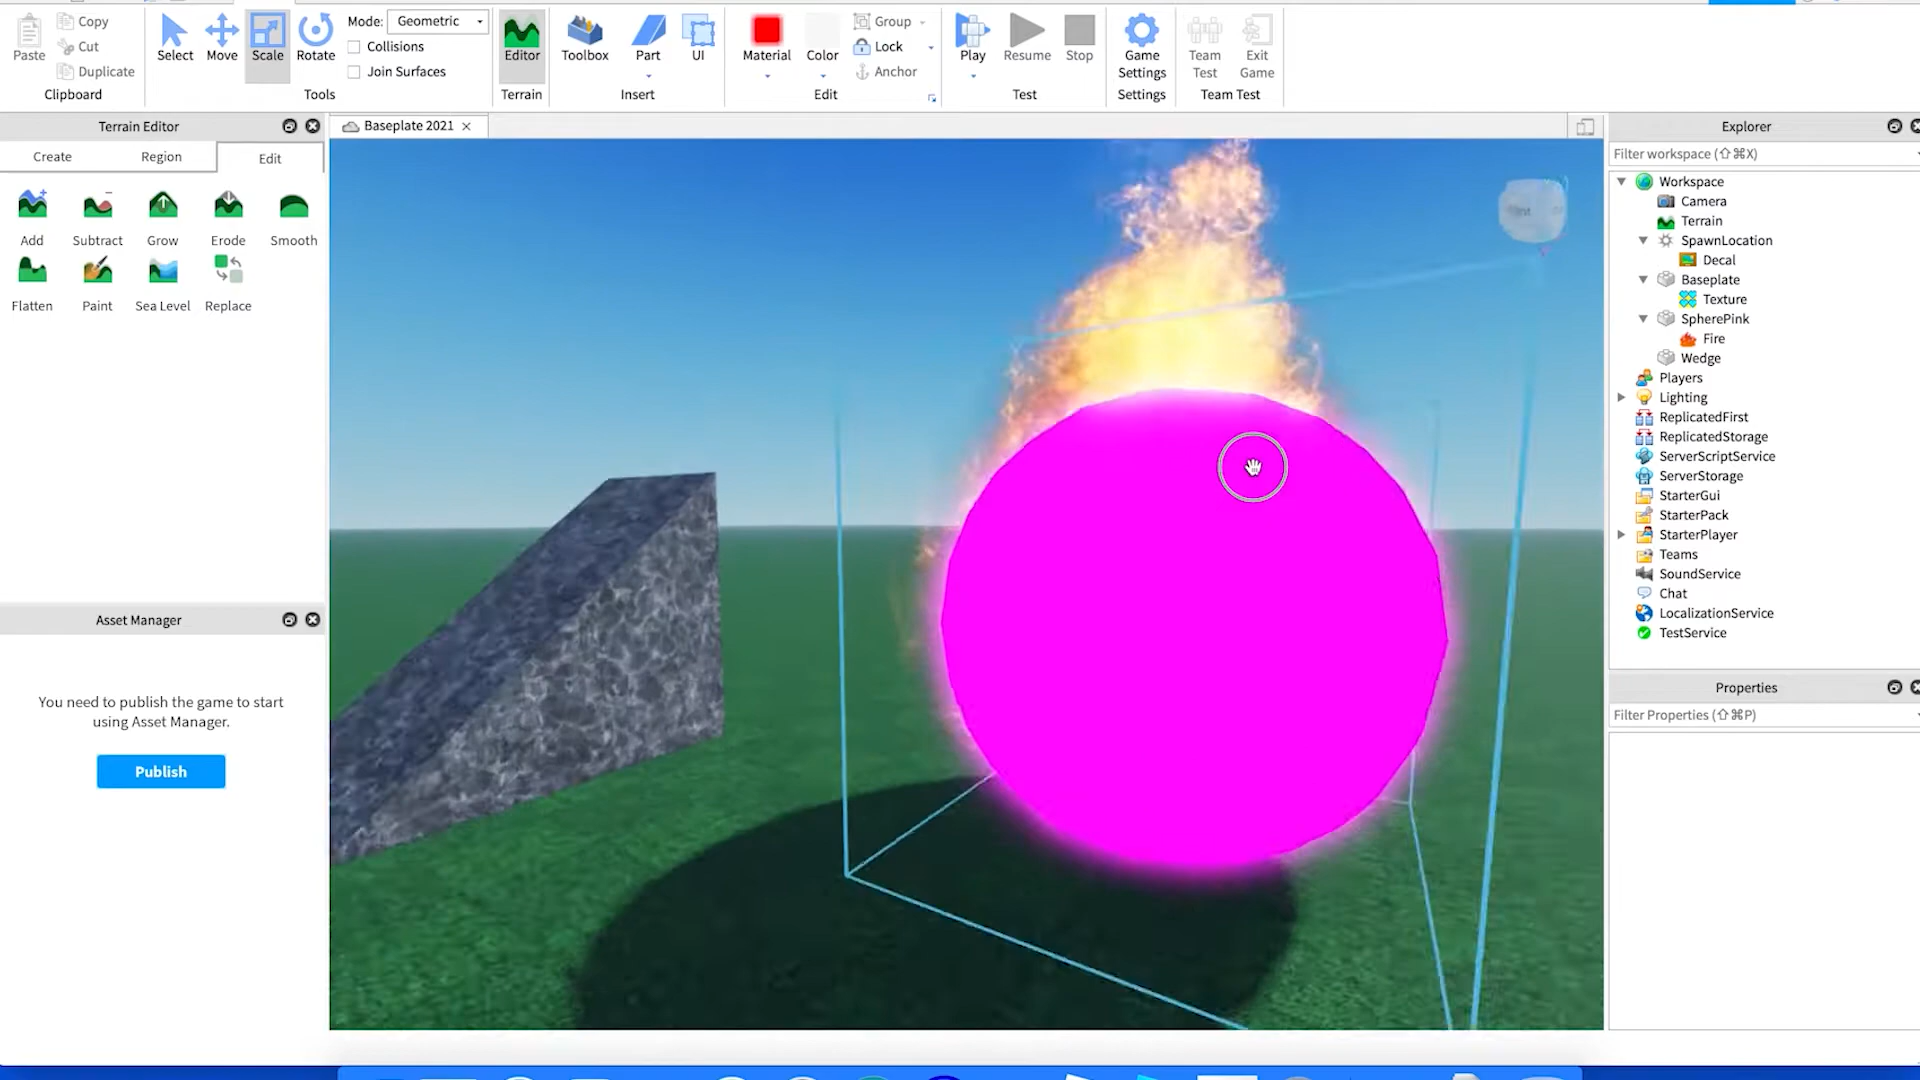 Paste
Copy
Cut
Duplicate
Clipboard
Select
Move
Scale
Rotate
Mode: Geometric
Collisions
Join Surfaces
Tools
Editor
Terrain
Toolbox
Part
UI
Insert
Material
Color
Group
Lock
Anchor
Edit
Play
Resume
Stop
Test
Game Settings
Settings
Team Test
Exit Game
Team Test
Terrain Editor
Create
Region
Edit
Add
Subtract
Grow
Erode
Smooth
Flatten
Paint
Sea Level
Replace
Asset Manager
You need to publish the game to start
using Asset Manager.
Publish
Baseplate 2021
Explorer
Filter workspace (⇧⌘X)
Workspace
Camera
Terrain
SpawnLocation
Decal
Baseplate
Texture
SpherePink
Fire
Wedge
Players
Lighting
ReplicatedFirst
ReplicatedStorage
ServerScriptService
ServerStorage
StarterGui
StarterPack
StarterPlayer
Teams
SoundService
Chat
LocalizationService
TestService
Properties
Filter Properties (⇧⌘P)